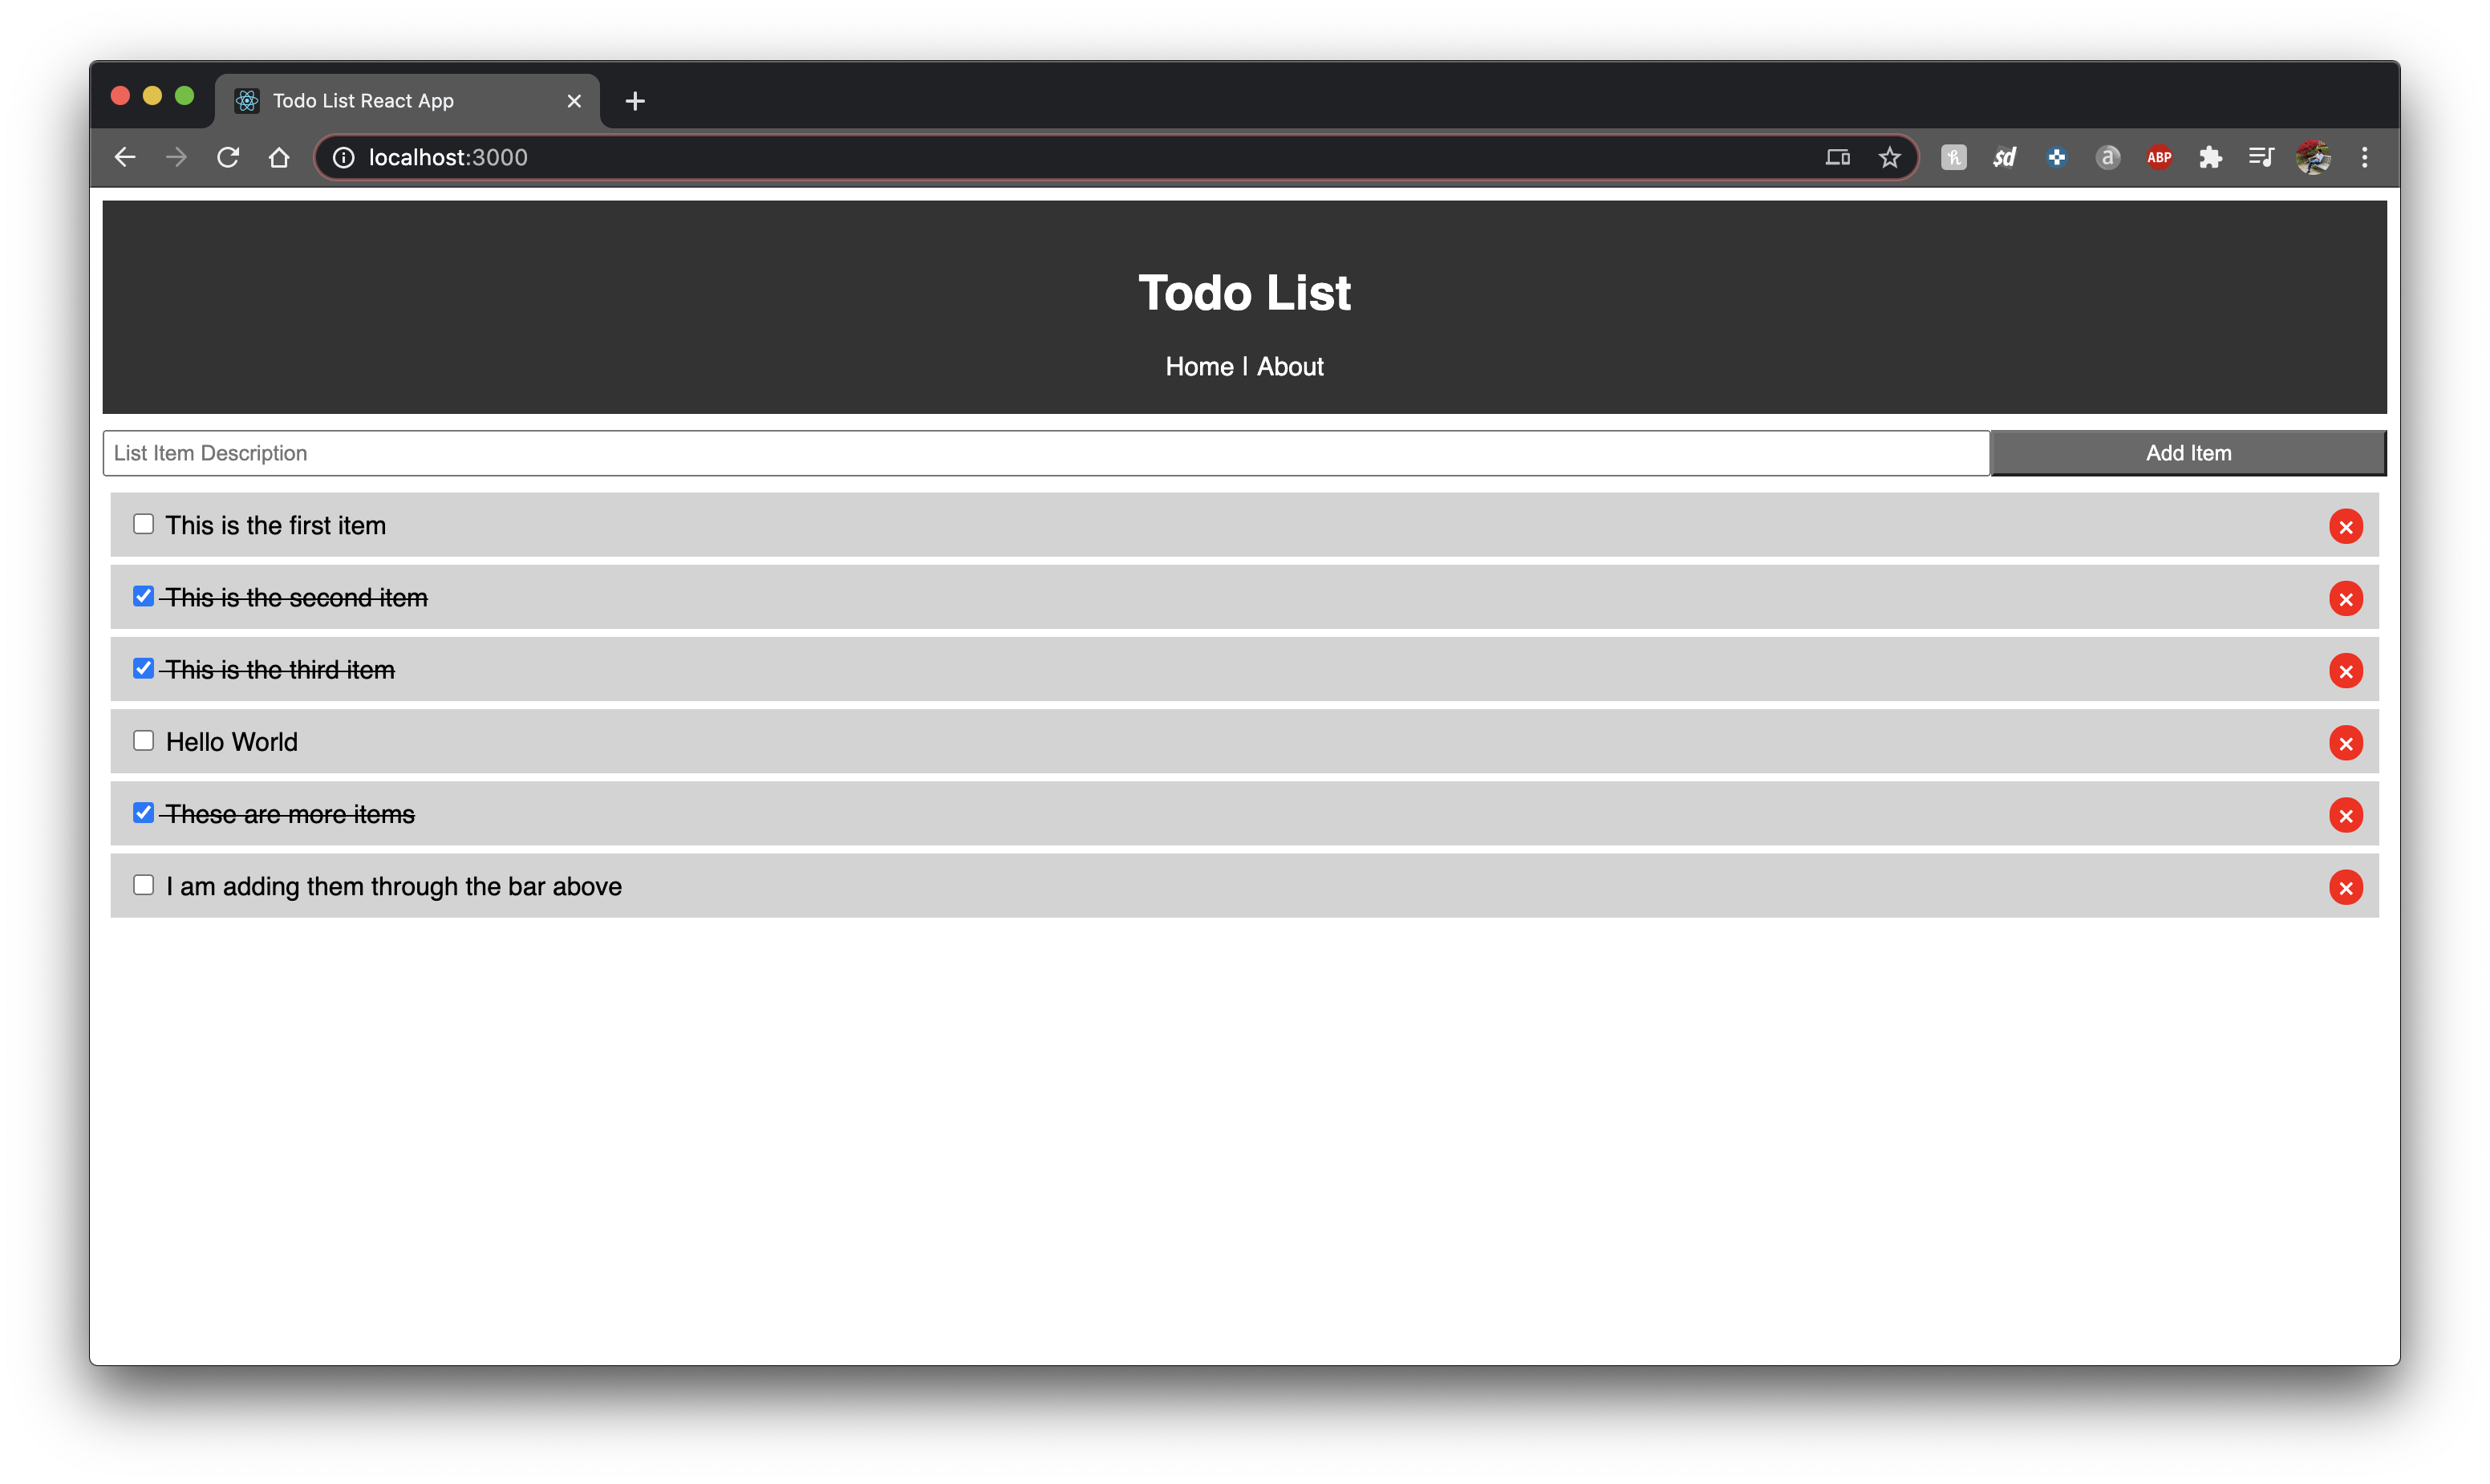 Todo List React App
localhost:3000
ABP
Todo List
Home | About
List Item Description
Add Item
This is the first item
This is the second item
This is the third item
Hello World
These are more items
I am adding them through the bar above